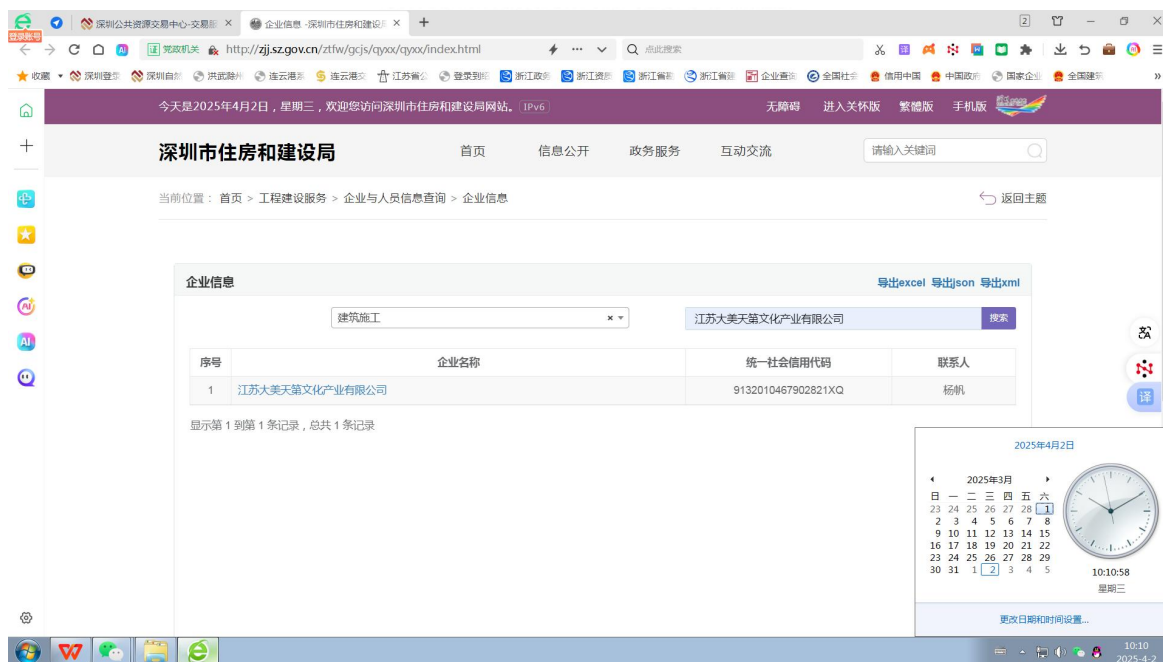 深圳公共资源交易中心-交易服
企业信息 -深圳市住房和建设局
2
登录账号
党政机关
http://zjj.sz.gov.cn/ztfw/gcjs/qyxx/qyxx/index.html
点此搜索
收藏
深圳登录
深圳自然
洪武滁州
连云港市
连云港交
江苏省公
登录到
浙江政务
浙江资质
浙江省
浙江省建
企业查询
全国社会
信用中国
中国政府
国家企业
全国建筑
今天是2025年4月2日，星期三，欢迎您访问深圳市住房和建设局网站。 IPv6
无障碍 进入关怀版 繁體版 手机版
深圳市住房和建设局
首页 信息公开 政务服务 互动交流
请输入关键词
当前位置： 首页 > 工程建设服务 > 企业与人员信息查询 > 企业信息
返回主题
企业信息
导出excel 导出json 导出xml
建筑施工
江苏大美天第文化产业有限公司
搜索
序号 企业名称 统一社会信用代码 联系人
1 江苏大美天第文化产业有限公司 9132010467902821XQ 杨帆
显示第 1 到第 1 条记录，总共 1 条记录
译
2025年4月2日
2025年3月
日 一 二 三 四 五 六
23 24 25 26 27 28 1
2 3 4 5 6 7 8
9 10 11 12 13 14 15
16 17 18 19 20 21 22
23 24 25 26 27 28 29
30 31 1 2 3 4 5
10:10:58
星期三
更改日期和时间设置...
10:10
2025-4-2